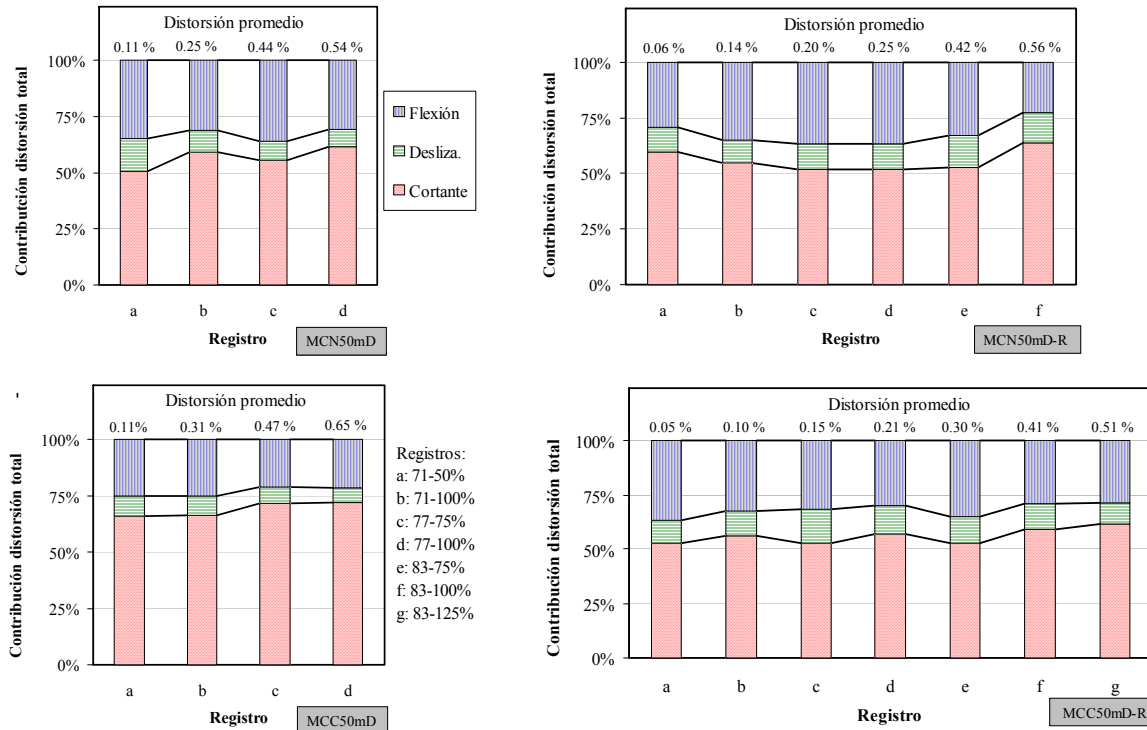 Distorsión promedio
0.11 % 0.25 % 0.44 % 0.54 %
Contribución distorsión total
100%
75%
50%
25%
0%
a b c d
Registro
MCN50mD
Flexión
Desliza.
Cortante
Distorsión promedio
0.06 % 0.14 % 0.20 % 0.25 % 0.42 % 0.56 %
Contribución distorsión total
100%
75%
50%
25%
0%
a b c d e f
Registro
MCN50mD-R
Distorsión promedio
0.11% 0.31 % 0.47 % 0.65 %
Contribución distorsión total
100%
75%
50%
25%
0%
a b c d
Registro
MCC50mD
Registros:
a: 71-50%
b: 71-100%
c: 77-75%
d: 77-100%
e: 83-75%
f: 83-100%
g: 83-125%
Distorsión promedio
0.05 % 0.10 % 0.15 % 0.21 % 0.30 % 0.41 % 0.51 %
Contribución distorsión total
100%
75%
50%
25%
0%
a b c d e f g
Registro
MCC50mD-R